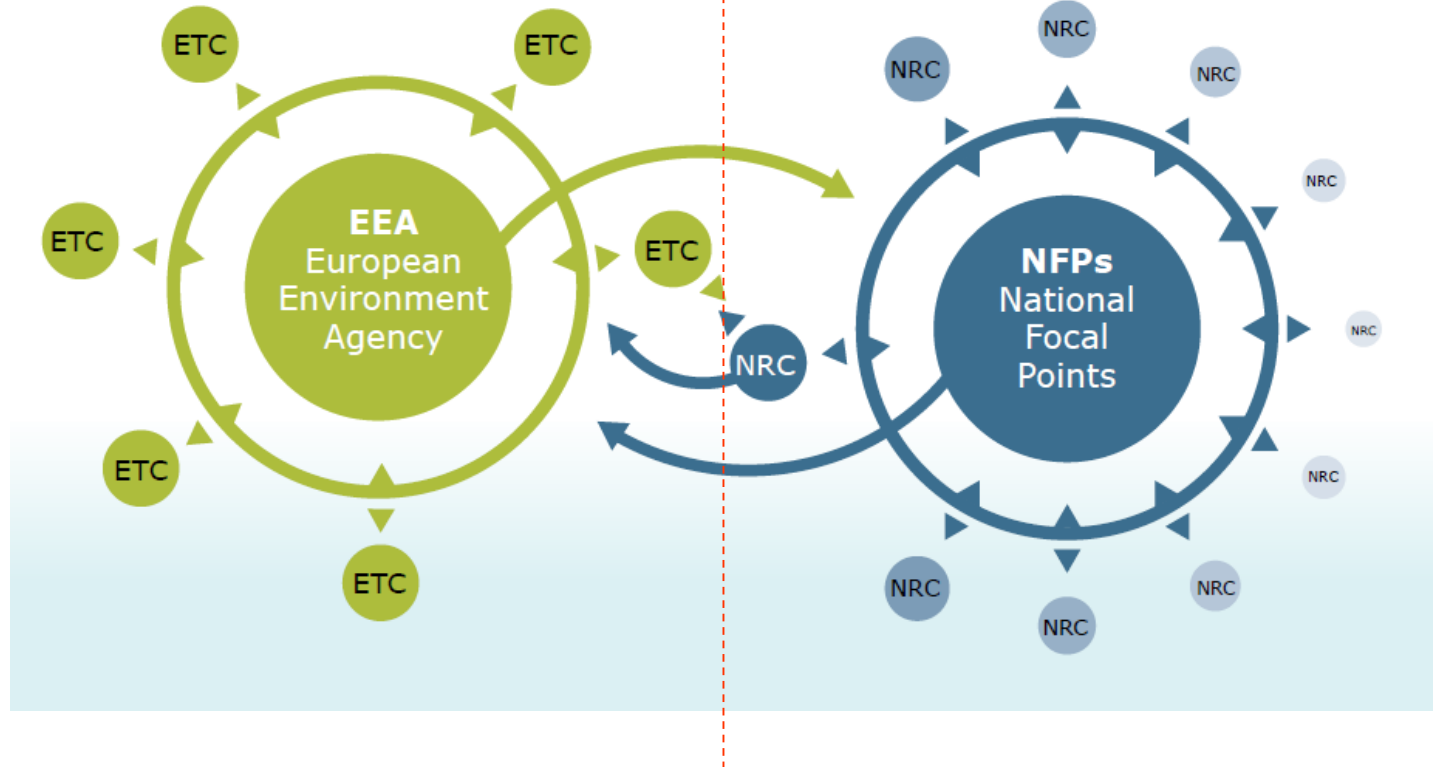 ETC
ETC
ETC
ETC
ETC
ETC
EEA
European
Environment
Agency
NRC
NRC
NRC
NRC
NRC
NRC
NRC
NRC
NRC
NRC
NFPs
National
Focal
Points